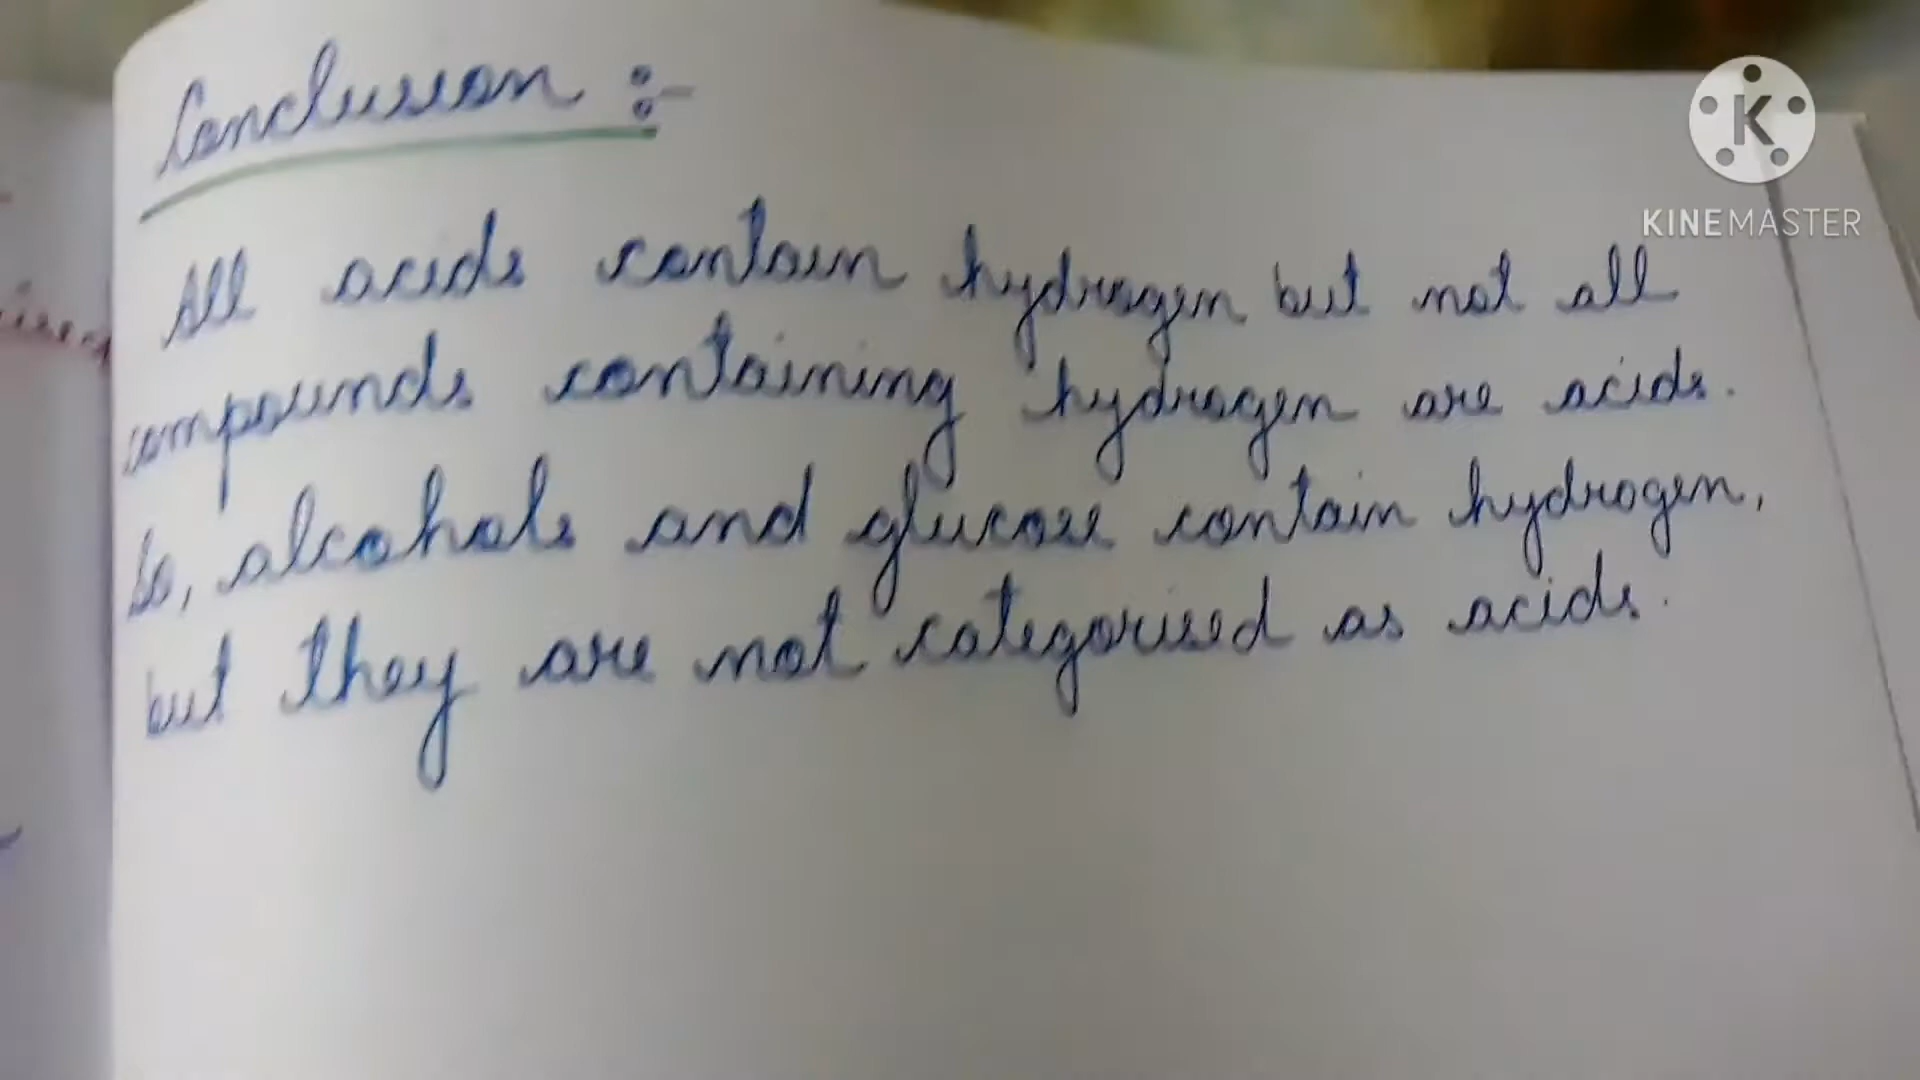 Conclusion :-
All acids contain hydrogen but not all
compounds containing hydrogen are acids.
So, alcohols and glucose contain hydrogen,
but they are not categorised as acids.
K
KINEMASTER